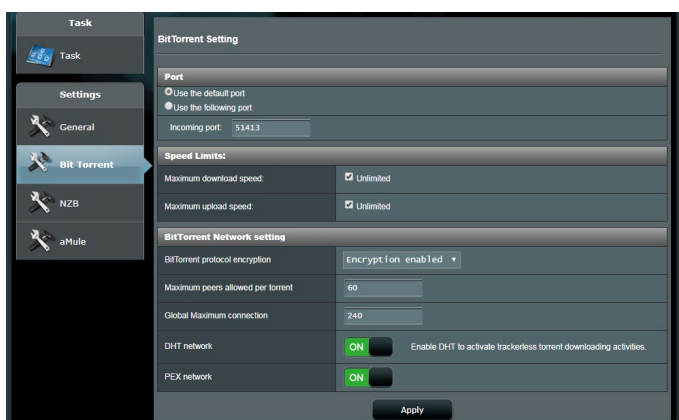 Task
Task
Settings
General
Bit Torrent
NZB
aMule
BitTorrent Setting
Port
Use the default port
Use the following port
Incoming port: 51413
Speed Limits:
Maximum download speed: Unlimited
Maximum upload speed: Unlimited
BitTorrent Network setting
BitTorrent protocol encryption Encryption enabled
Maximum peers allowed per torrent 60
Global Maximum connection 240
DHT network ON Enable DHT to activate trackerless torrent downloading activities.
PEX network ON
Apply